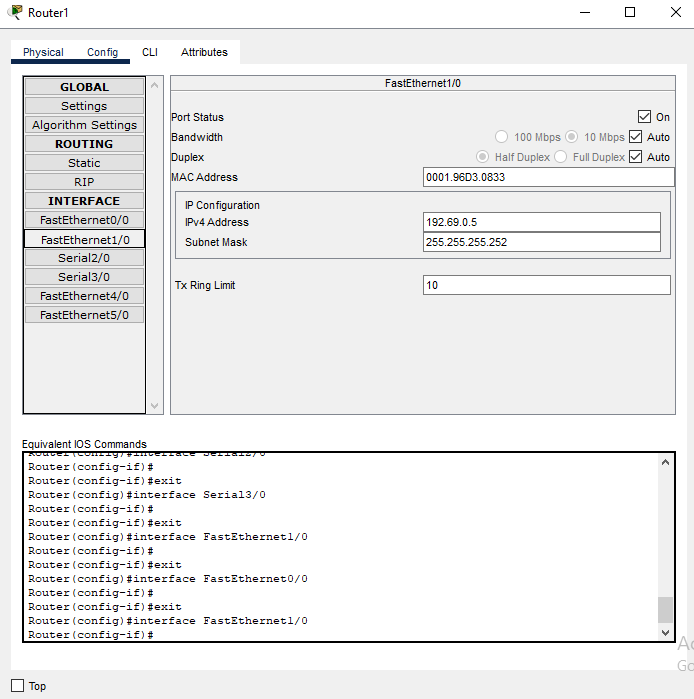 Router1
Physical Config CLI Attributes
GLOBAL
Settings
Algorithm Settings
ROUTING
Static
RIP
INTERFACE
FastEthernet0/0
FastEthernet1/0
Serial2/0
Serial3/0
FastEthernet4/0
FastEthernet5/0
FastEthernet1/0
Port Status On
Bandwidth 100 Mbps 10 Mbps Auto
Duplex Half Duplex Full Duplex Auto
MAC Address 0001.96D3.0833
IP Configuration
IPv4 Address 192.69.0.5
Subnet Mask 255.255.255.252
Tx Ring Limit 10
Equivalent IOS Commands
Router(config)#interface Serial2/0
Router(config-if)#
Router(config-if)#exit
Router(config)#interface Serial3/0
Router(config-if)#
Router(config-if)#exit
Router(config)#interface FastEthernet1/0
Router(config-if)#
Router(config-if)#exit
Router(config)#interface FastEthernet0/0
Router(config-if)#
Router(config-if)#exit
Router(config)#interface FastEthernet1/0
Router(config-if)#
Top